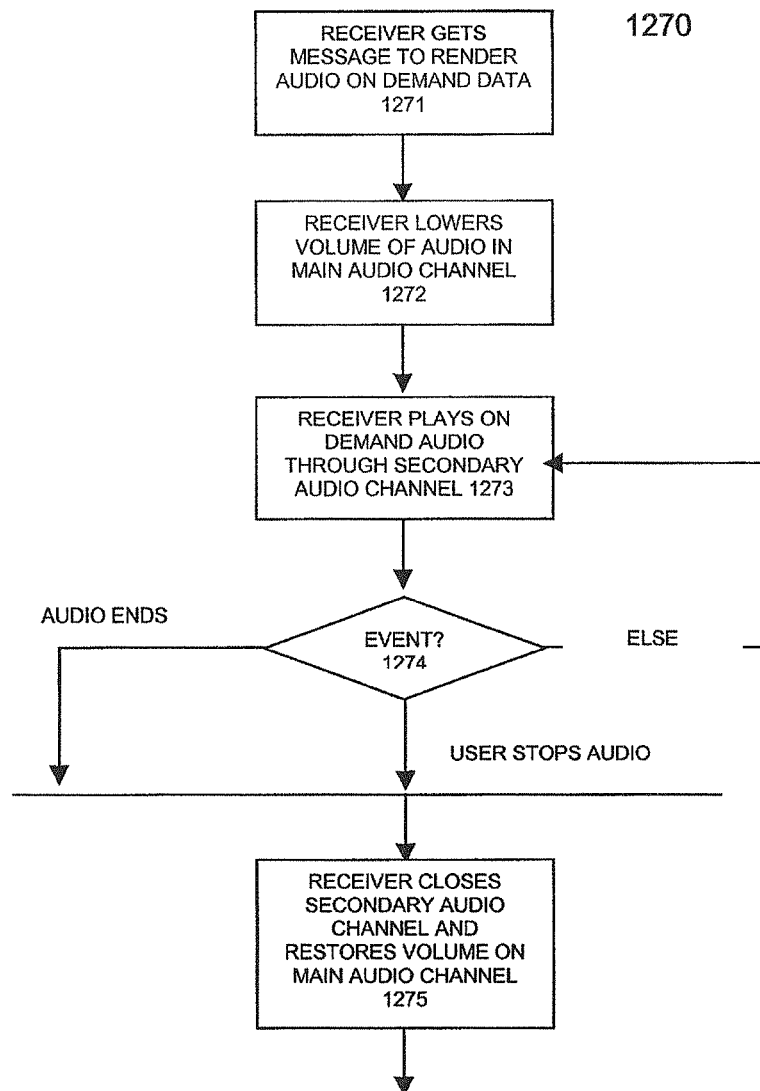 1270
RECEIVER GETS
MESSAGE TO RENDER
AUDIO ON DEMAND DATA
1271
RECEIVER LOWERS
VOLUME OF AUDIO IN
MAIN AUDIO CHANNEL
1272
RECEIVER PLAYS ON
DEMAND AUDIO
THROUGH SECONDARY
AUDIO CHANNEL 1273
AUDIO ENDS
EVENT?
1274
ELSE
USER STOPS AUDIO
RECEIVER CLOSES
SECONDARY AUDIO
CHANNEL AND
RESTORES VOLUME ON
MAIN AUDIO CHANNEL
1275